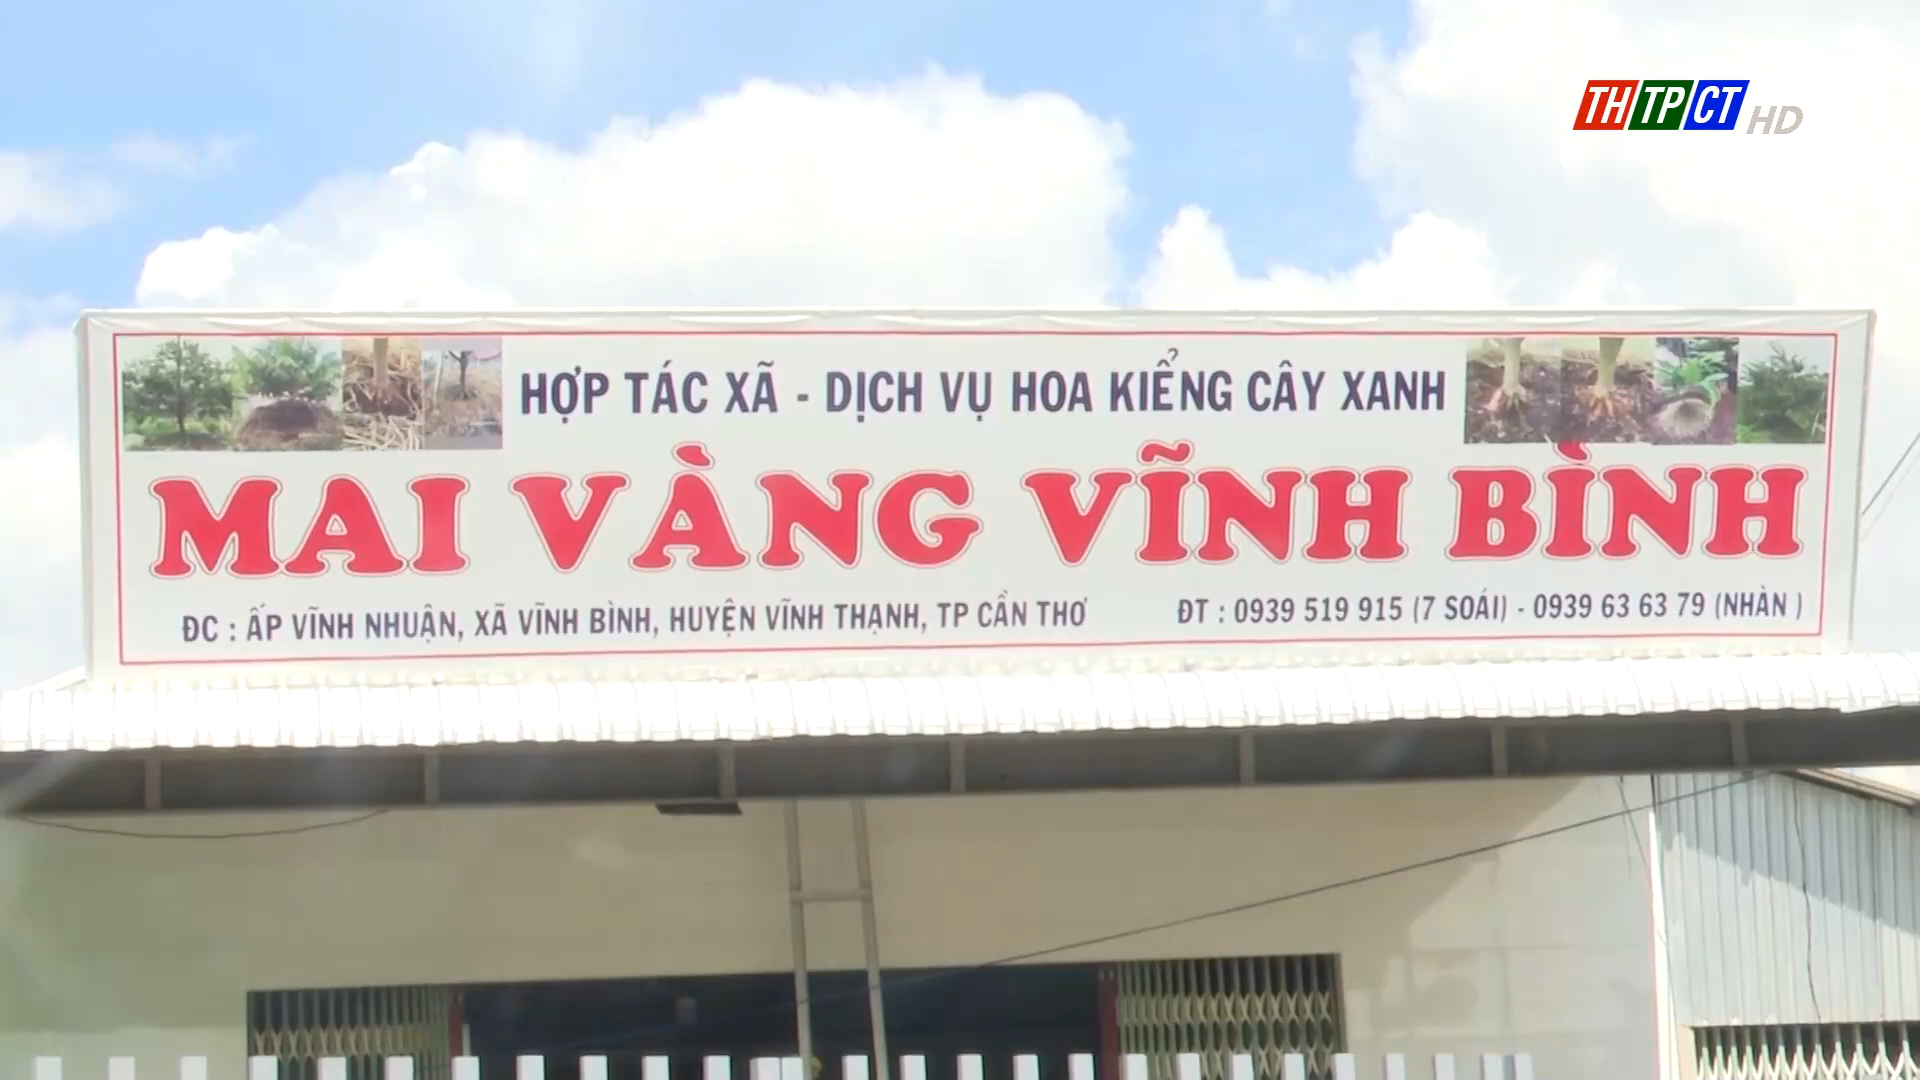 THTPCT HD
HỢP TÁC XÃ - DỊCH VỤ HOA KIỂNG CÂY XANH
MAI VÀNG VĨNH BÌNH
ĐC : ẤP VĨNH NHUẬN, XÃ VĨNH BÌNH, HUYỆN VĨNH THẠNH, TP CẦN THƠ ĐT : 0939 519 915 (7 SOÁI) - 0939 63 63 79 (NHÀN )